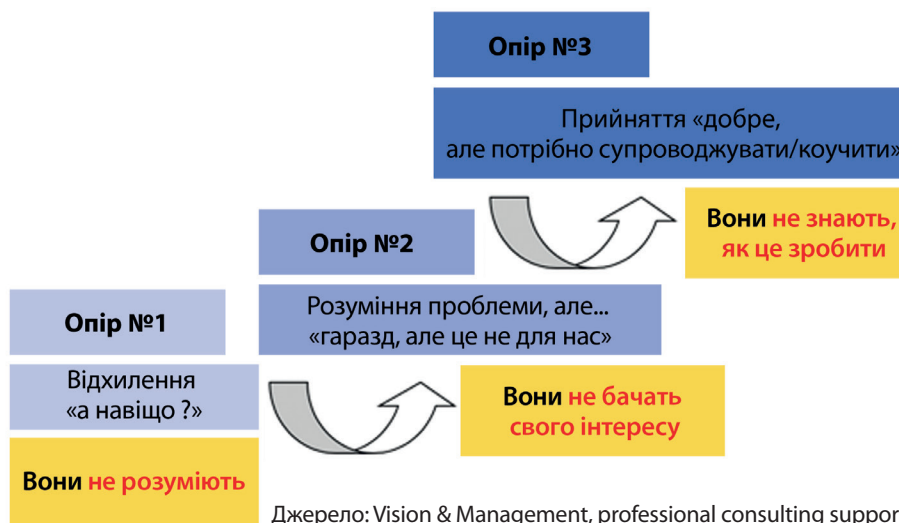 Опір №3
Прийняття «добре,
але потрібно супроводжувати/коучити»
Вони не знають,
як це зробити
Опір №2
Розуміння проблеми, але...
«гаразд, але це не для нас»
Вони не бачать
свого інтересу
Опір №1
Відхилення
«а навіщо ?»
Вони не розуміють
Джерело: Vision & Management, professional consulting suppor